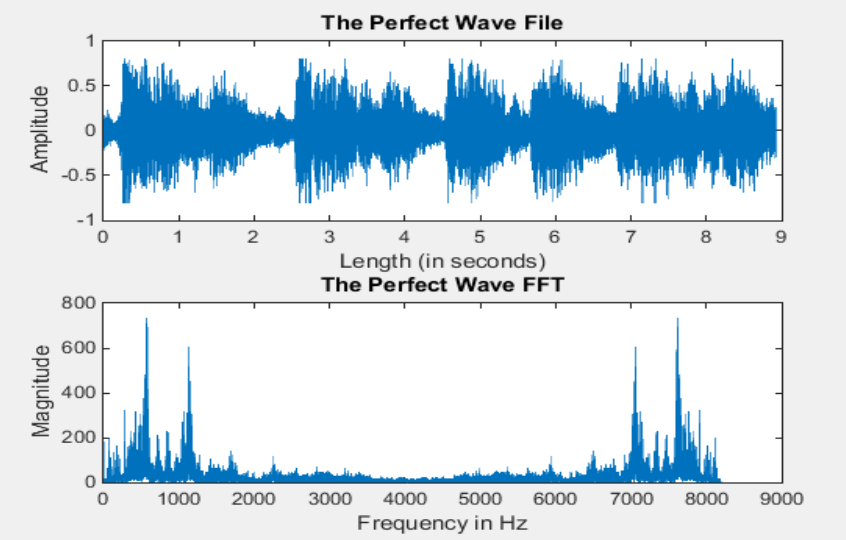 The Perfect Wave File
1
0.5
0
-0.5
-1
Amplitude
0 1 2 3 4 5 6 7 8 9
Length (in seconds)
The Perfect Wave FFT
800
600
400
200
0
Magnitude
0 1000 2000 3000 4000 5000 6000 7000 8000 9000
Frequency in Hz